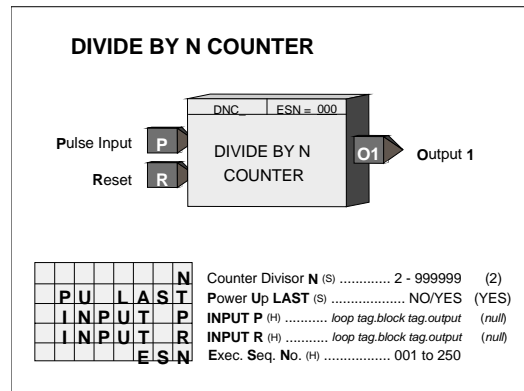 DIVIDE BY N COUNTER
DNC_ ESN = 000
Pulse Input P
DIVIDE BY N
COUNTER
O1 Output 1
Reset R
N Counter Divisor N (S) ............. 2 - 999999 (2)
PU LAST Power Up LAST (S) ................... NO/YES (YES)
INPUT P INPUT P (H) ........... loop tag.block tag.output (null)
INPUT R INPUT R (H) ........... loop tag.block tag.output (null)
ESN Exec. Seq. No. (H) ................. 001 to 250